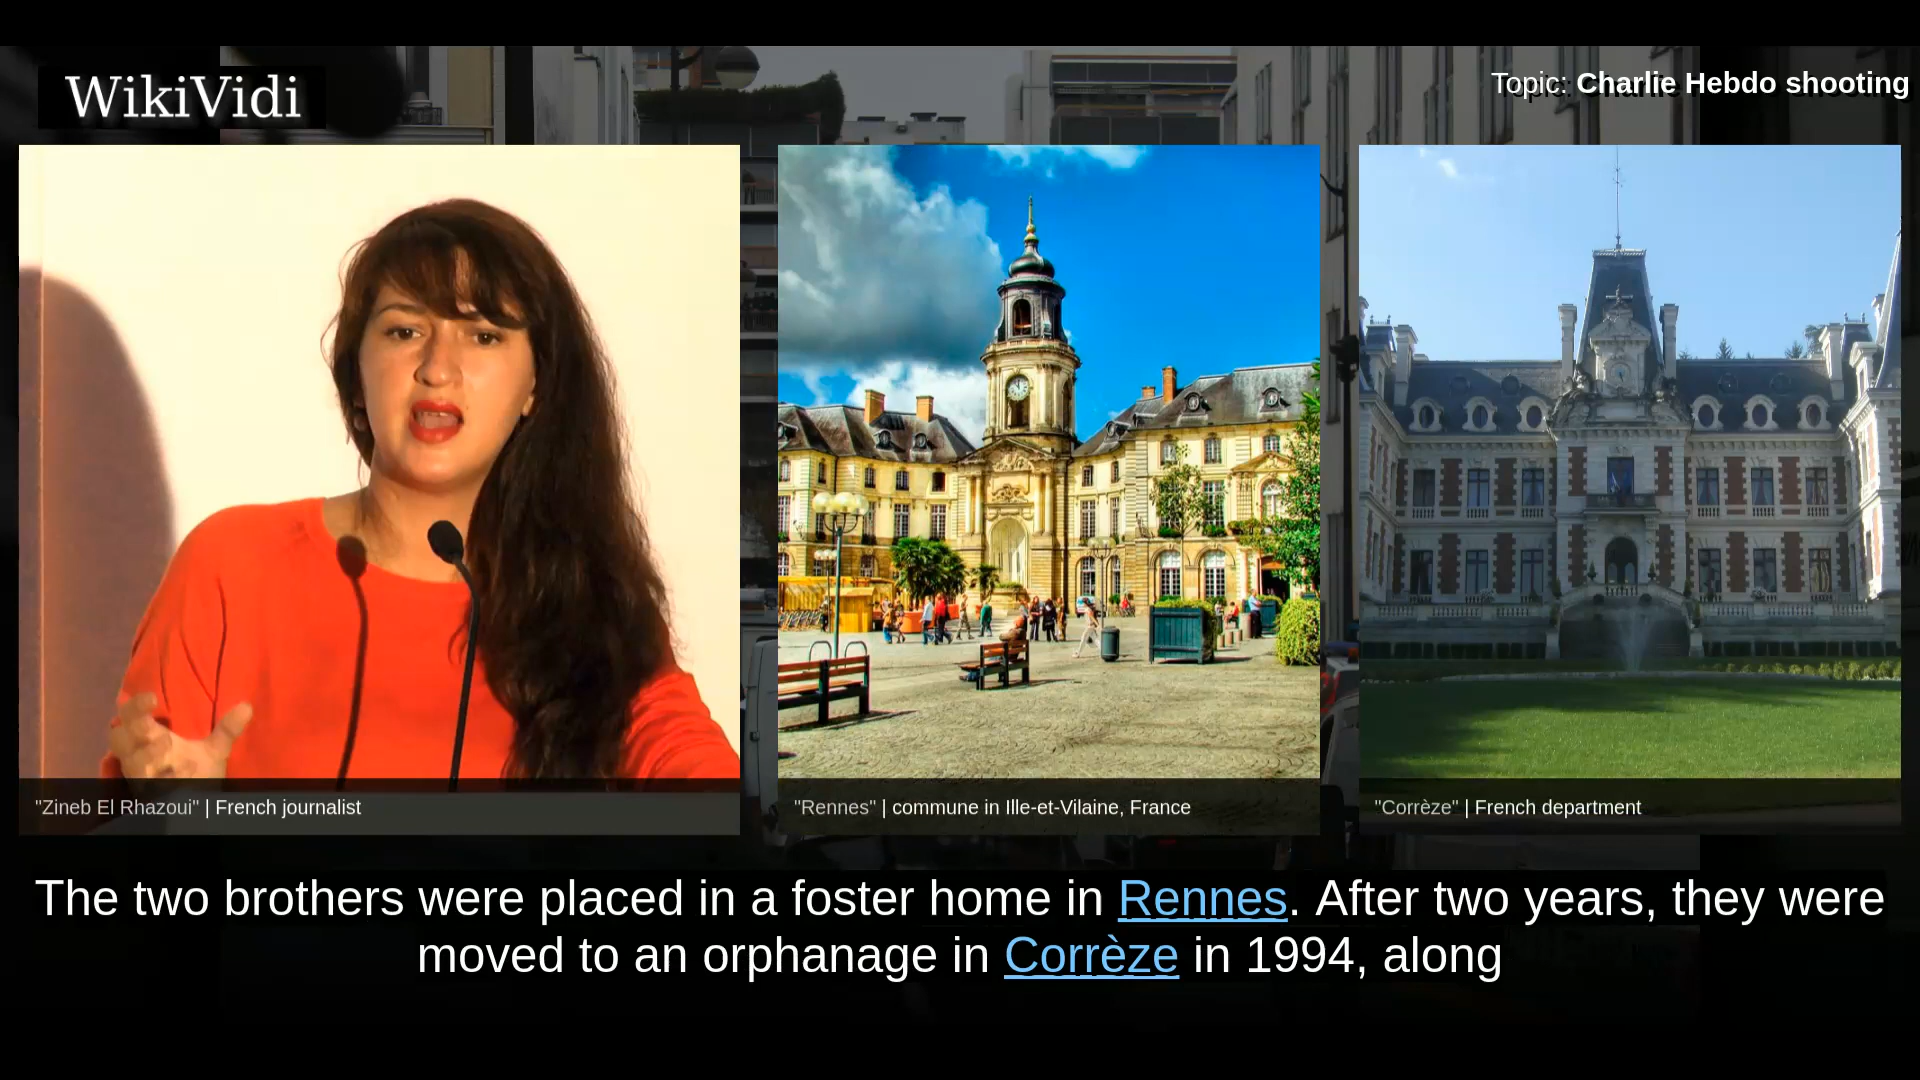 WikiVidi
Topic: Charlie Hebdo shooting
"Zineb El Rhazoui" | French journalist
"Rennes" | commune in Ille-et-Vilaine, France
"Corrèze" | French department
The two brothers were placed in a foster home in Rennes. After two years, they were
moved to an orphanage in Corrèze in 1994, along